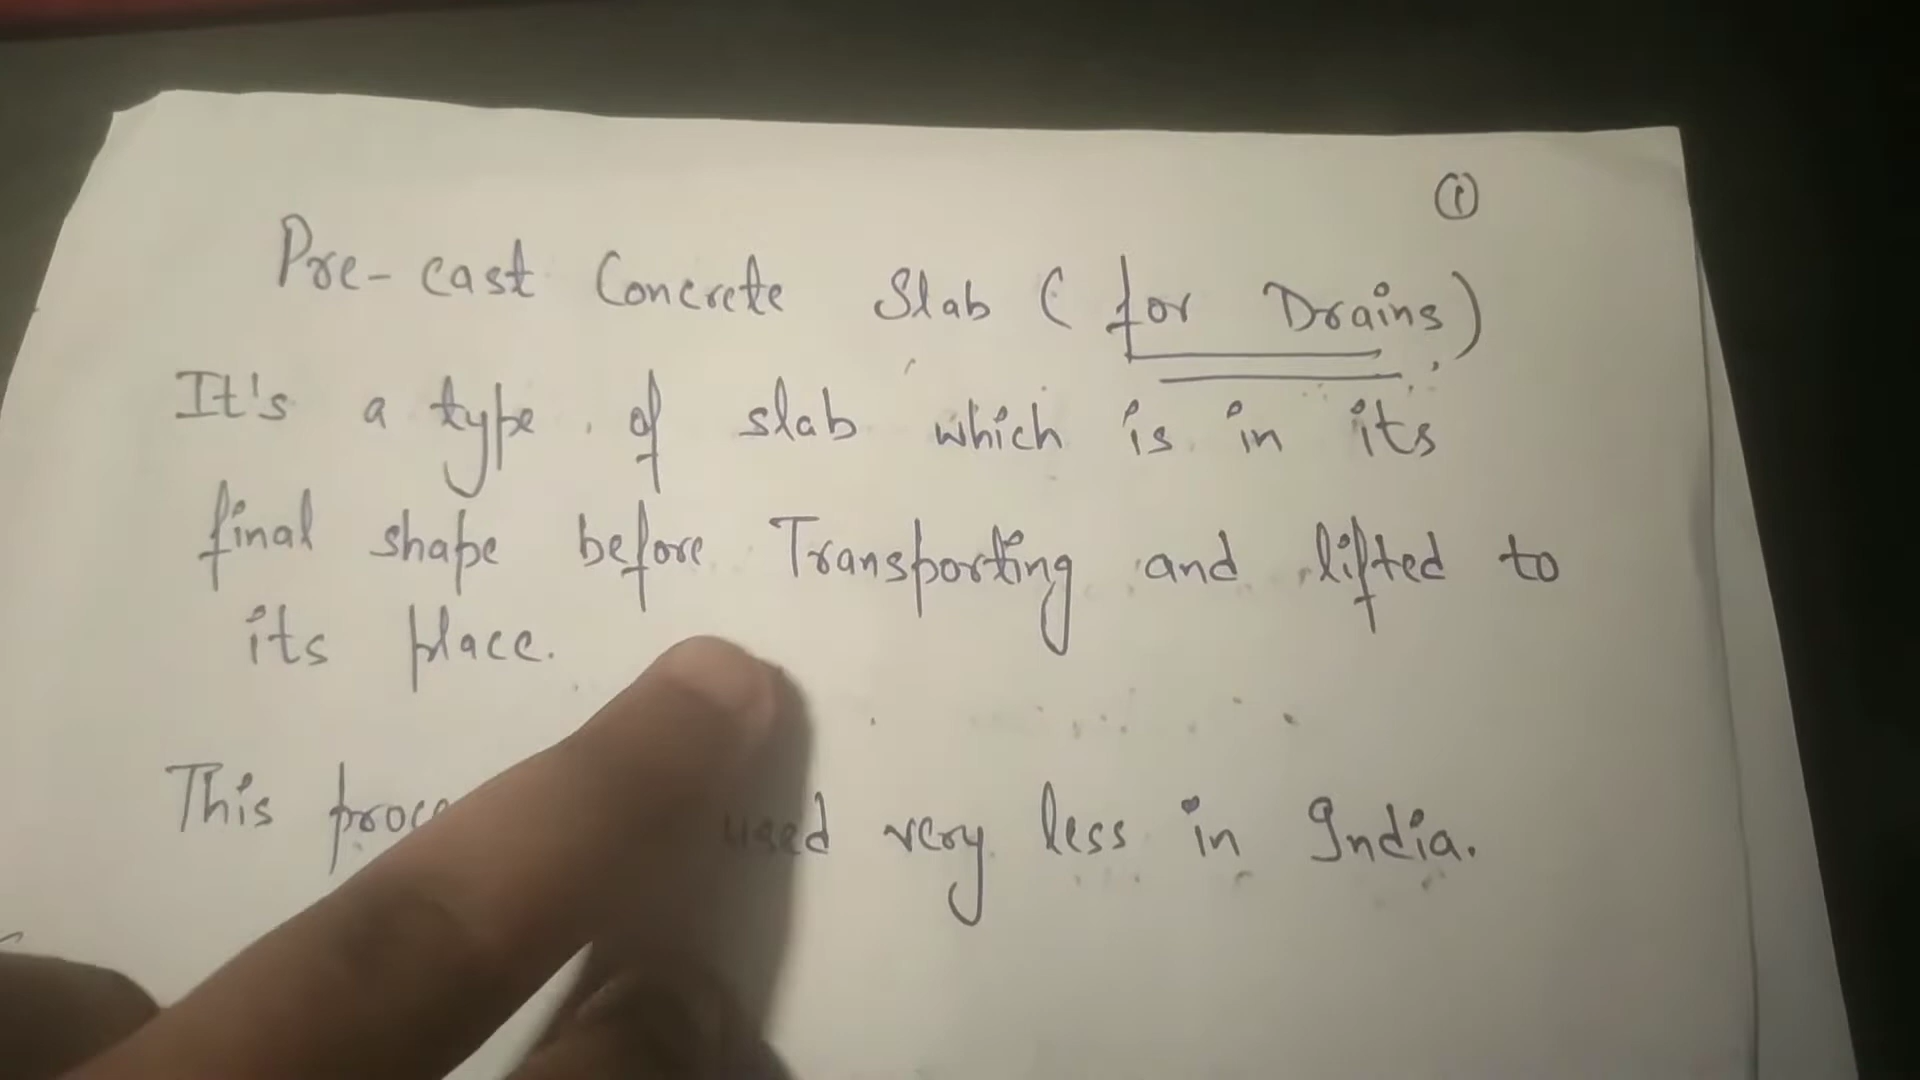 ①
Pre-cast Concrete Slab (for Drains)
It's a type of slab which is in its
final shape before Transporting and lifted to
its place.
This used very less in India.